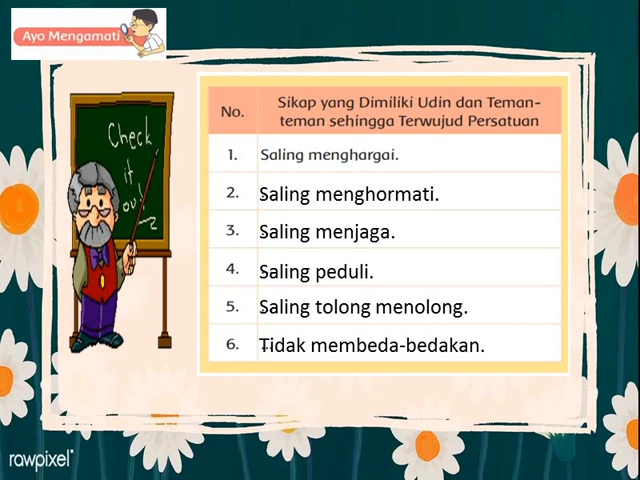 Ayo Mengamati
Check
it
out
No.
Sikap yang Dimiliki Udin dan Teman-
teman sehingga Terwujud Persatuan
1. Saling menghargai.
2. Saling menghormati.
3. Saling menjaga.
4. Saling peduli.
5. Saling tolong menolong.
6. Tidak membeda-bedakan.
rawpixel